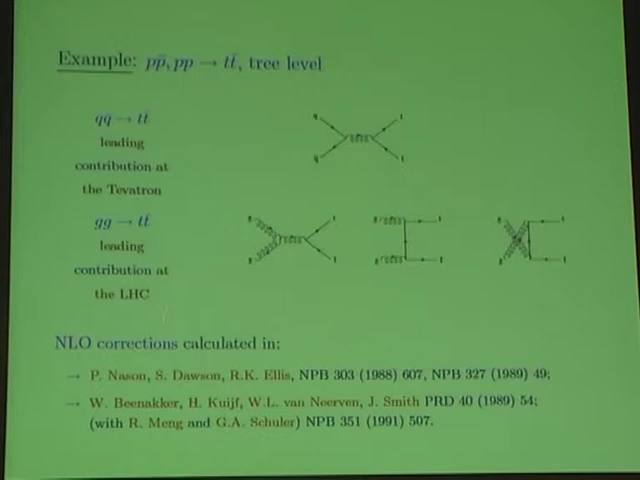 Example: pp̄, pp → tt̄, tree level
qq̄ → tt̄
leading
contribution at
the Tevatron
gg → tt̄
leading
contribution at
the LHC
NLO corrections calculated in:
→ P. Nason, S. Dawson, R.K. Ellis, NPB 303 (1988) 607, NPB 327 (1989) 49;
→ W. Beenakker, H. Kuijf, W.L. van Neerven, J. Smith PRD 40 (1989) 54;
(with R. Meng and G.A. Schuler) NPB 351 (1991) 507.